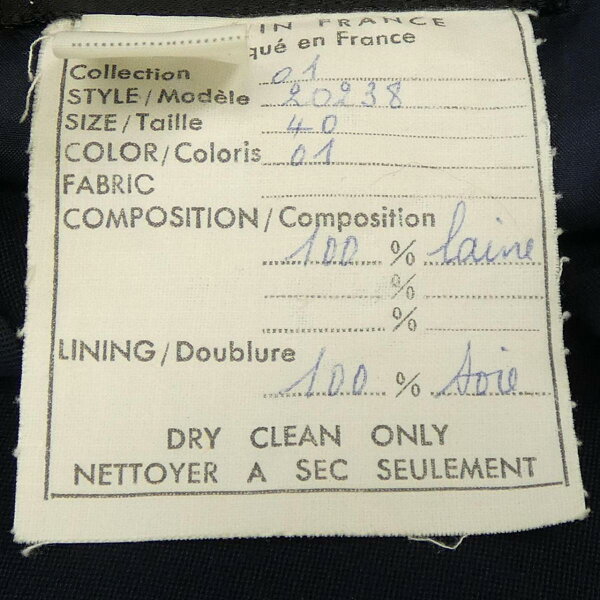 IN FRANCE
qué en France
Collection 01
STYLE/Modèle 20238
SIZE/Taille 40
COLOR/Coloris 01
FABRIC
COMPOSITION/Composition
100 % laine
%
%
LINING/Doublure
100 % soie
DRY CLEAN ONLY
NETTOYER A SEC SEULEMENT